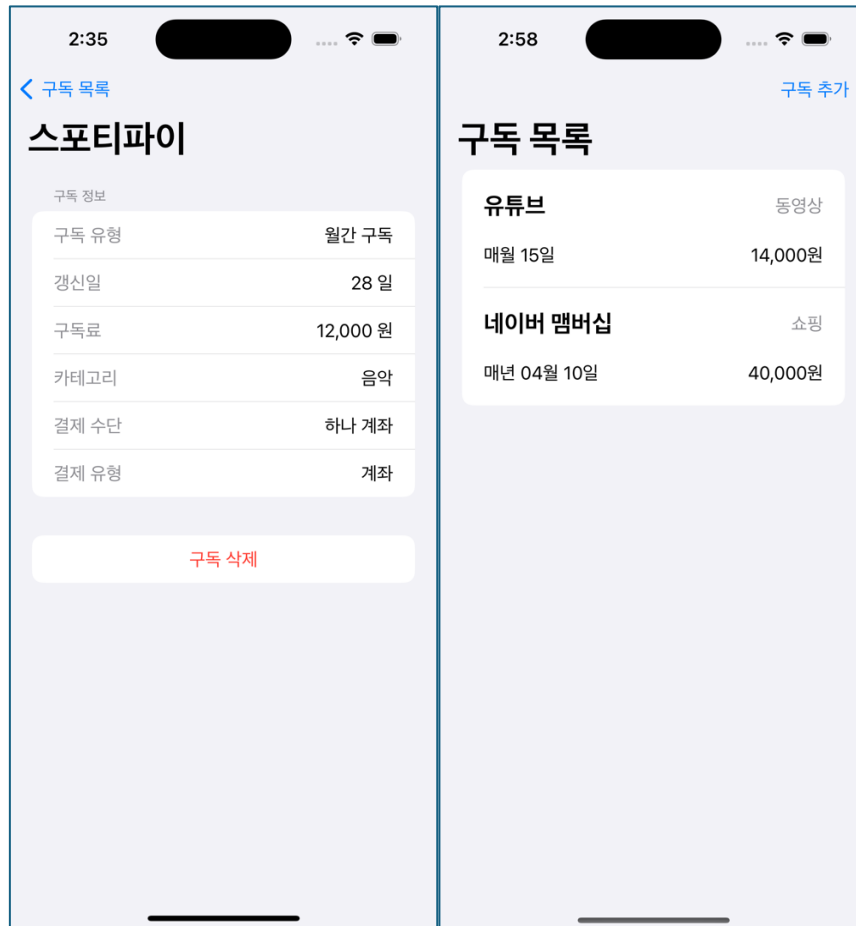 2:35
구독 목록
스포티파이
구독 정보
구독 유형 월간 구독
갱신일 28 일
구독료 12,000 원
카테고리 음악
결제 수단 하나 계좌
결제 유형 계좌
구독 삭제
2:58
구독 추가
구독 목록
유튜브 동영상
매월 15일 14,000원
네이버 맴버십 쇼핑
매년 04월 10일 40,000원